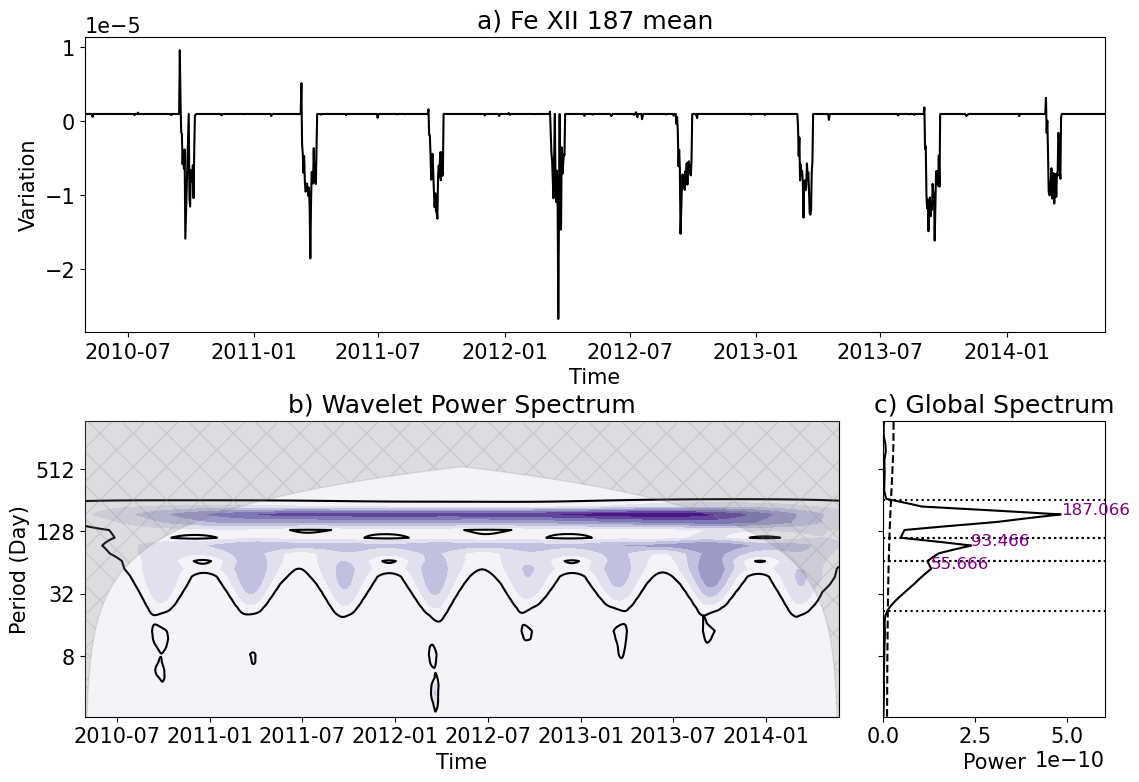 a) Fe XII 187 mean
1e−5
1
0
−1
−2
Variation
2010-07 2011-01 2011-07 2012-01 2012-07 2013-01 2013-07 2014-01
Time
b) Wavelet Power Spectrum
512
128
32
8
Period (Day)
2010-07 2011-01 2011-07 2012-01 2012-07 2013-01 2013-07 2014-01
Time
c) Global Spectrum
187.066
93.466
55.666
0.0 2.5 5.0
Power 1e−10